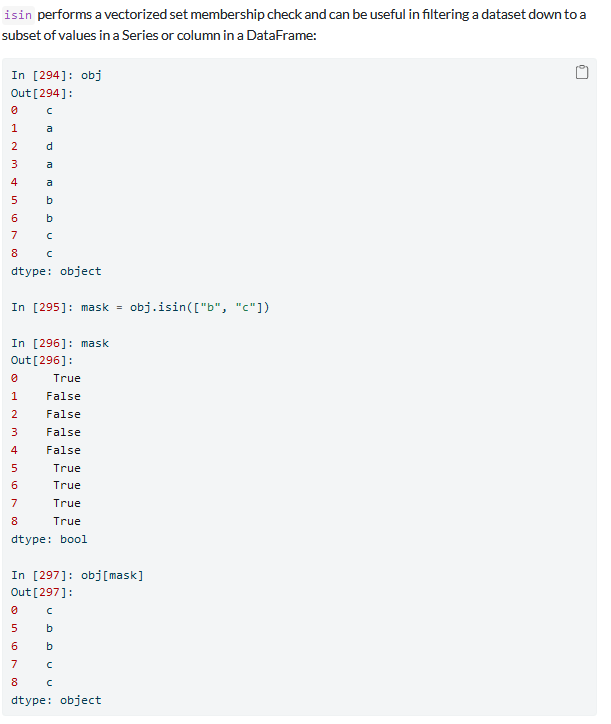 isin performs a vectorized set membership check and can be useful in filtering a dataset down to a
subset of values in a Series or column in a DataFrame:
In [294]: obj
Out[294]:
0    c
1    a
2    d
3    a
4    a
5    b
6    b
7    c
8    c
dtype: object
In [295]: mask = obj.isin(["b", "c"])
In [296]: mask
Out[296]:
0     True
1    False
2    False
3    False
4    False
5     True
6     True
7     True
8     True
dtype: bool
In [297]: obj[mask]
Out[297]:
0    c
5    b
6    b
7    c
8    c
dtype: object